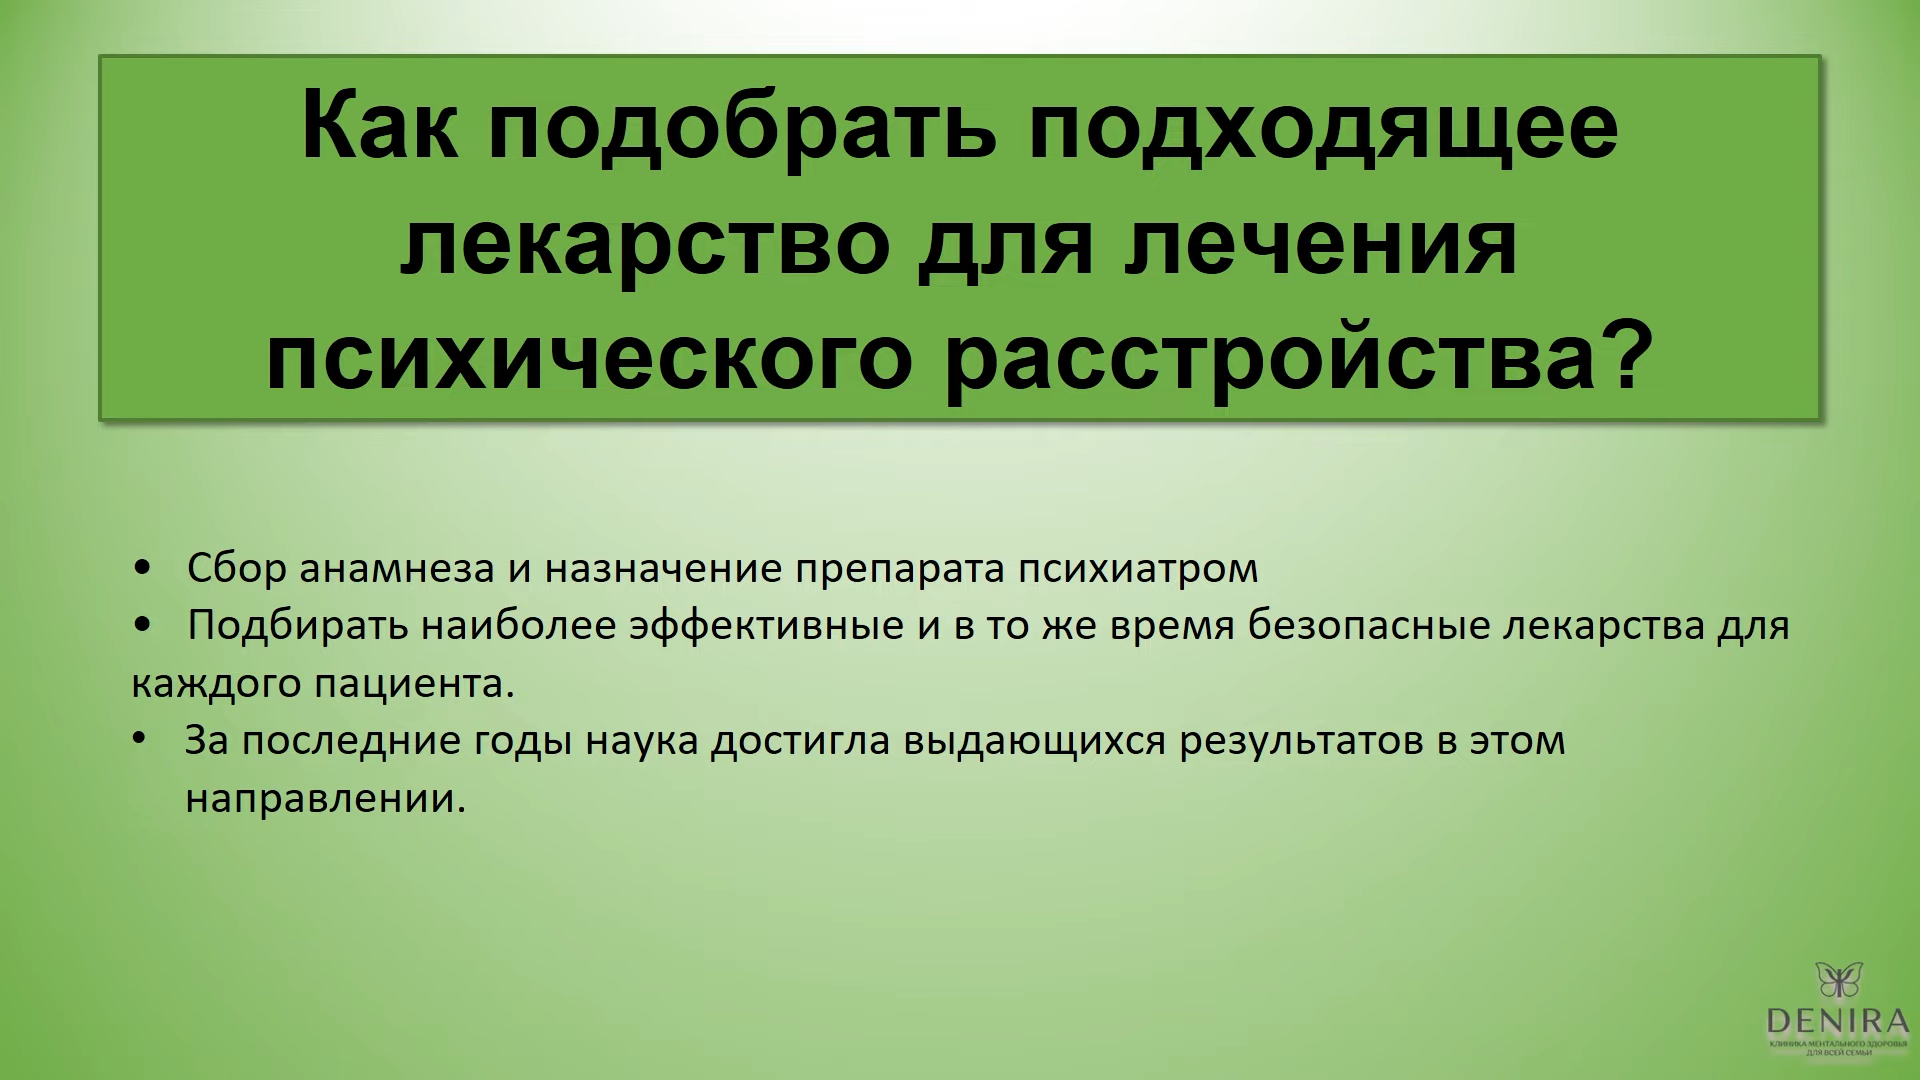 Как подобрать подходящее
лекарство для лечения
психического расстройства?
• Сбор анамнеза и назначение препарата психиатром
• Подбирать наиболее эффективные и в то же время безопасные лекарства для
каждого пациента.
• За последние годы наука достигла выдающихся результатов в этом
направлении.
DENIRA
КЛИНИКА МЕНТАЛЬНОГО ЗДОРОВЬЯ
ДЛЯ ВСЕЙ СЕМЬИ